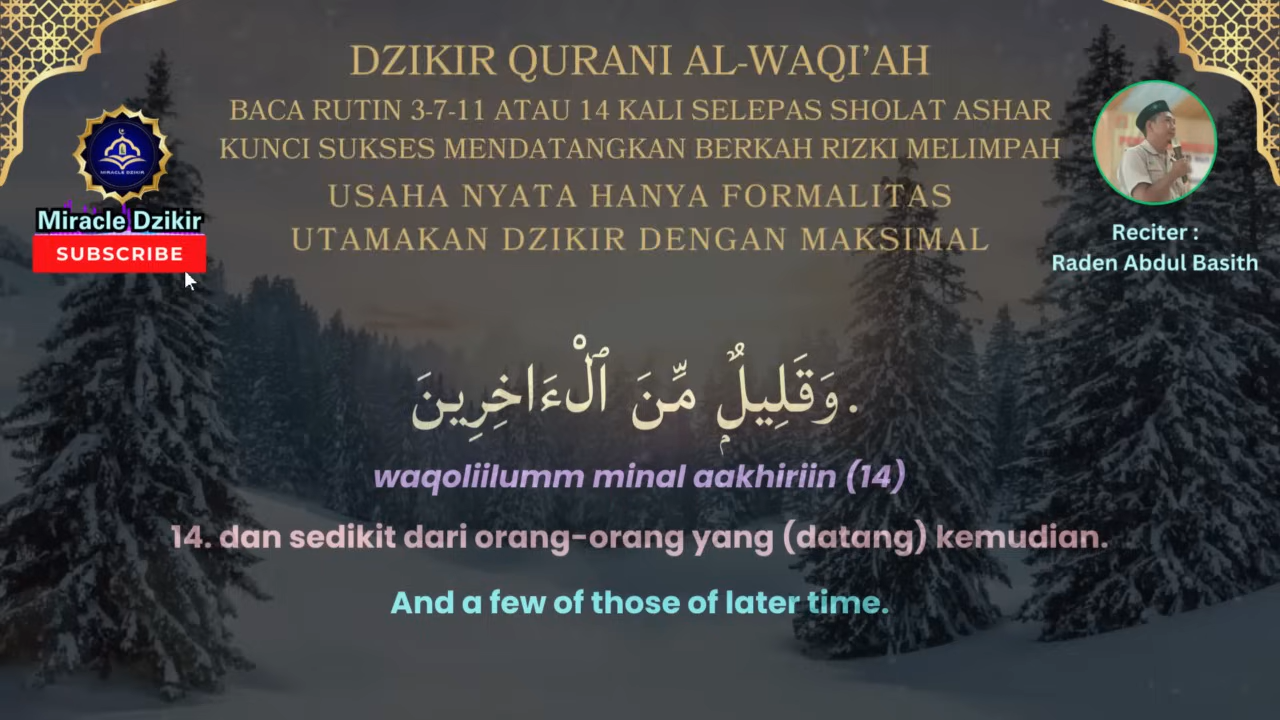 DZIKIR QURANI AL-WAQI'AH
BACA RUTIN 3-7-11 ATAU 14 KALI SELEPAS SHOLAT ASHAR
KUNCI SUKSES MENDATANGKAN BERKAH RIZKI MELIMPAH
USAHA NYATA HANYA FORMALITAS
UTAMAKAN DZIKIR DENGAN MAKSIMAL
MIRACLE DZIKIR
Miracle Dzikir
SUBSCRIBE
Reciter :
Raden Abdul Basith
.وَقَلِيلٌۭ مِّنَ ٱلْـَٔاخِرِينَ
waqoliilumm minal aakhiriin (14)
14. dan sedikit dari orang-orang yang (datang) kemudian.
And a few of those of later time.